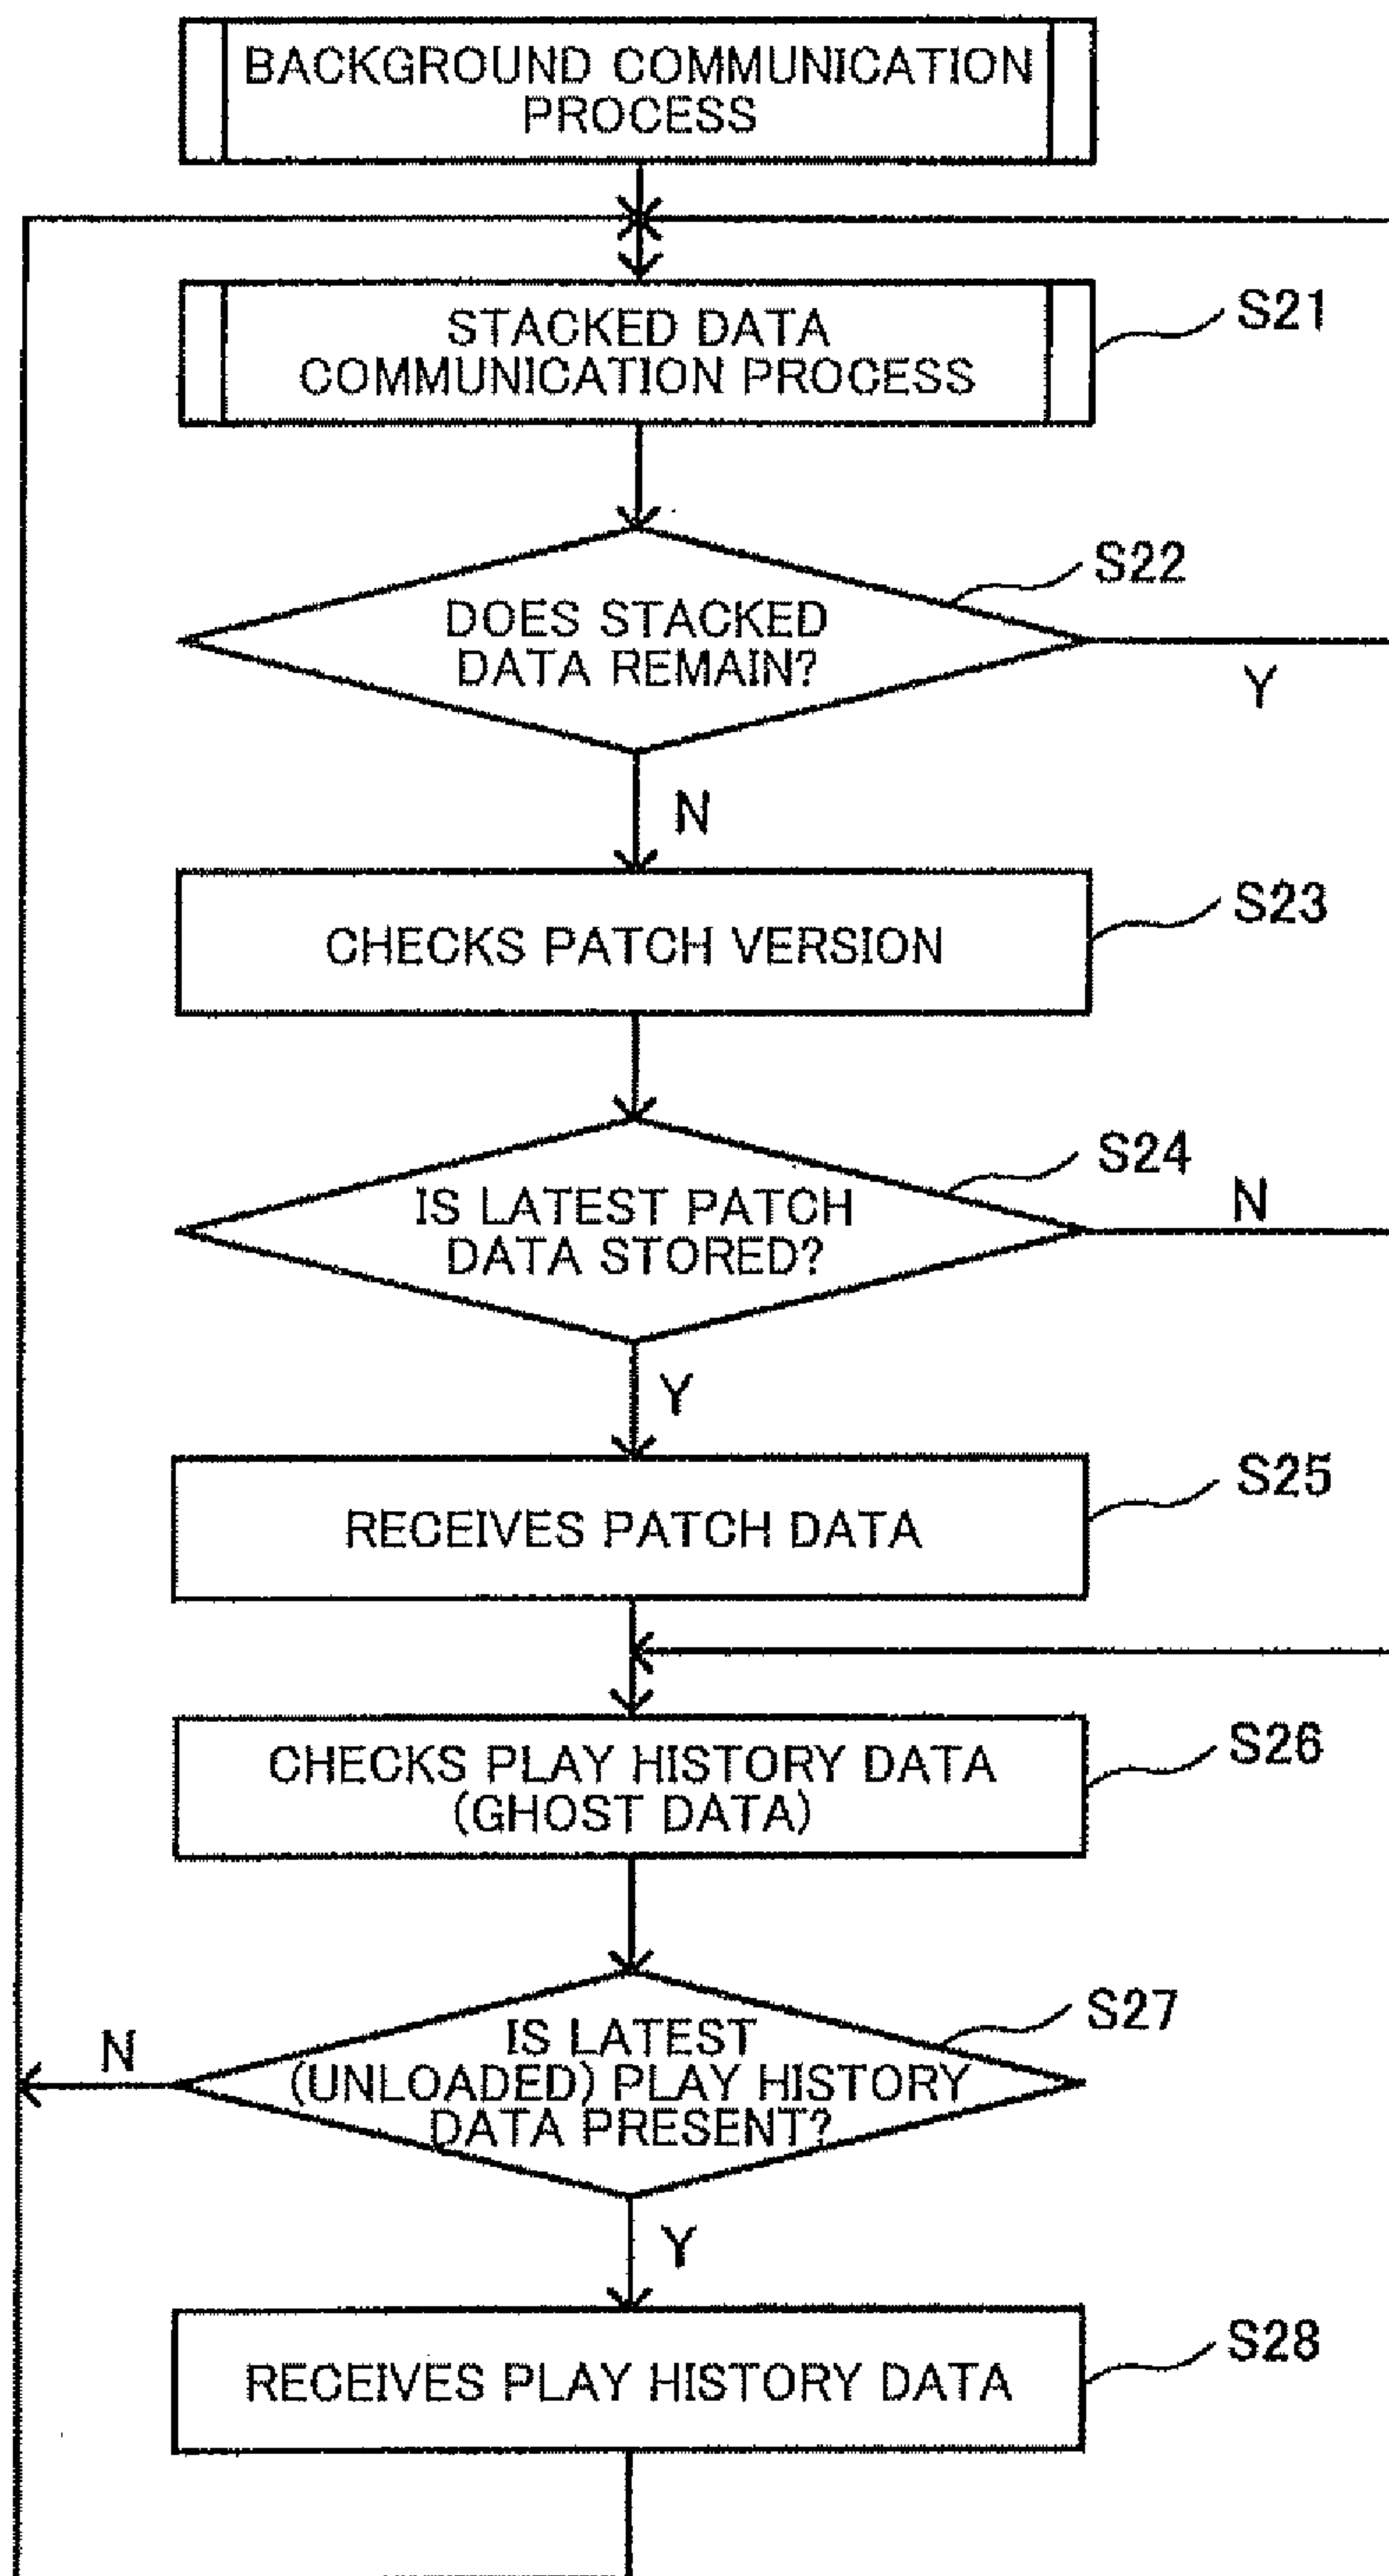 BACKGROUND COMMUNICATION
PROCESS
STACKED DATA
COMMUNICATION PROCESS
S21
DOES STACKED
DATA REMAIN?
S22
Y
N
CHECKS PATCH VERSION
S23
IS LATEST PATCH
DATA STORED?
S24
N
Y
RECEIVES PATCH DATA
S25
CHECKS PLAY HISTORY DATA
(GHOST DATA)
S26
IS LATEST
(UNLOADED) PLAY HISTORY
DATA PRESENT?
S27
N
Y
RECEIVES PLAY HISTORY DATA
S28